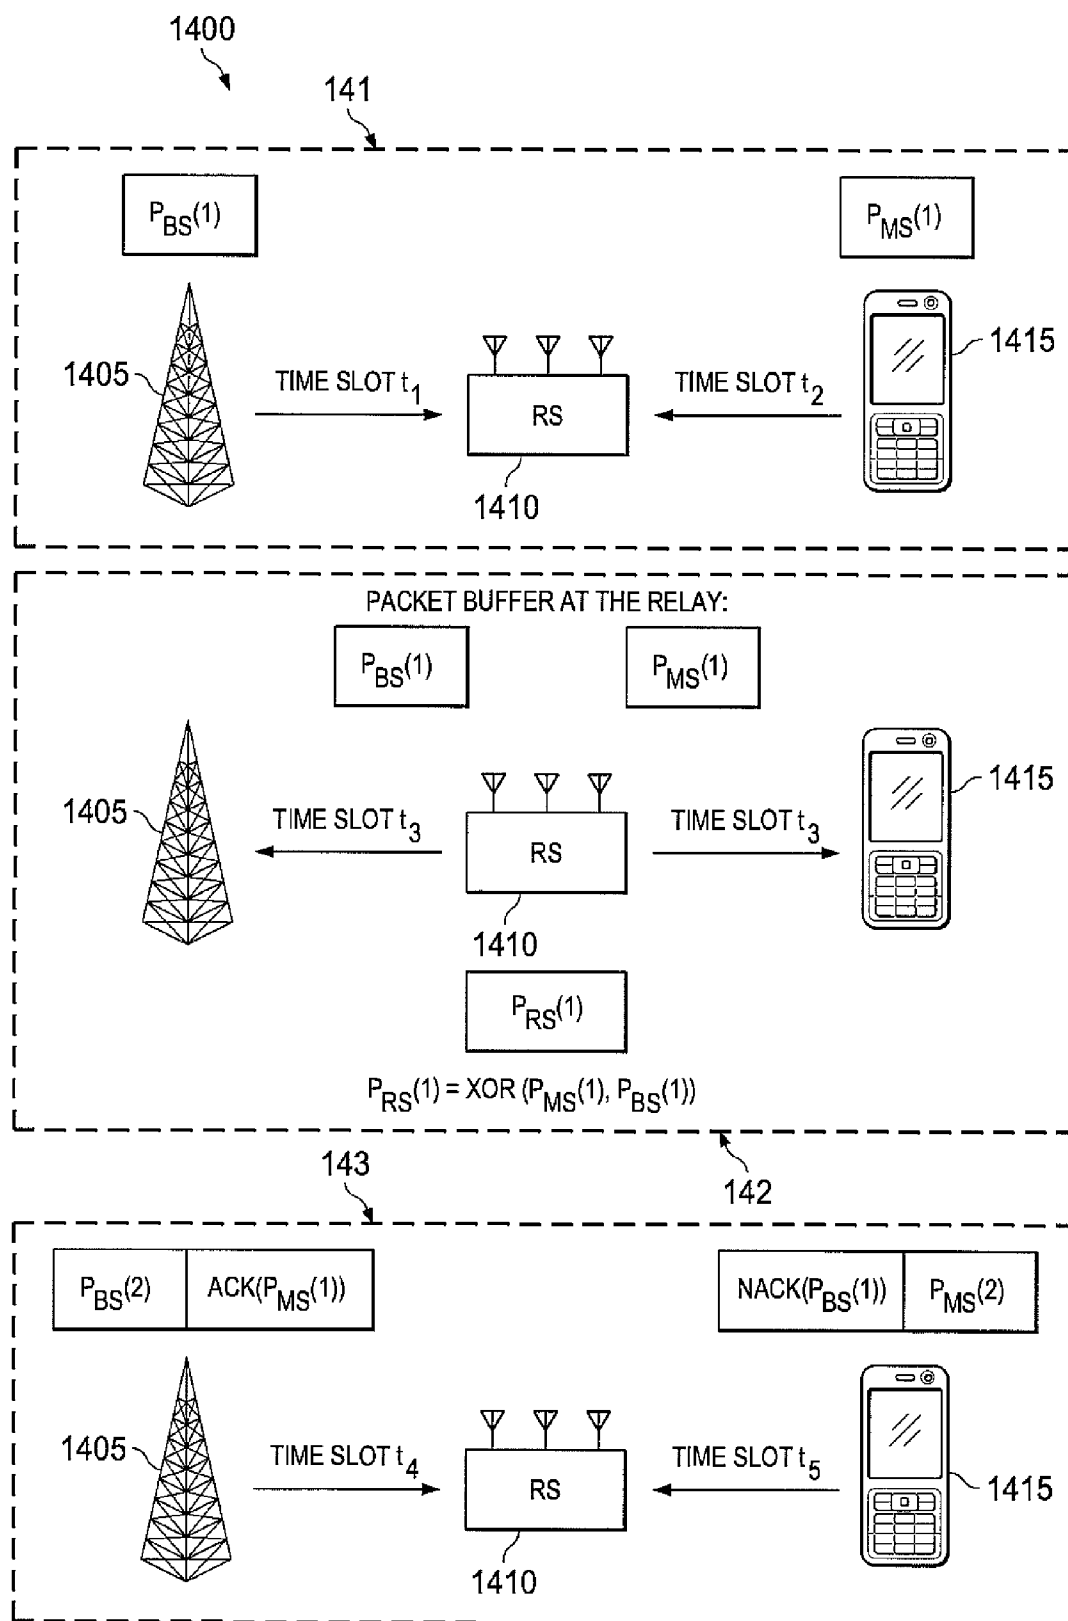 1400
141
P_BS(1)
P_MS(1)
1405
TIME SLOT t_1
RS
TIME SLOT t_2
1415
1410
PACKET BUFFER AT THE RELAY:
P_BS(1)
P_MS(1)
1405
TIME SLOT t_3
RS
TIME SLOT t_3
1415
1410
P_RS(1)
P_RS(1) = XOR (P_MS(1), P_BS(1))
143
142
P_BS(2)
ACK(P_MS(1))
NACK(P_BS(1))
P_MS(2)
1405
TIME SLOT t_4
RS
TIME SLOT t_5
1415
1410